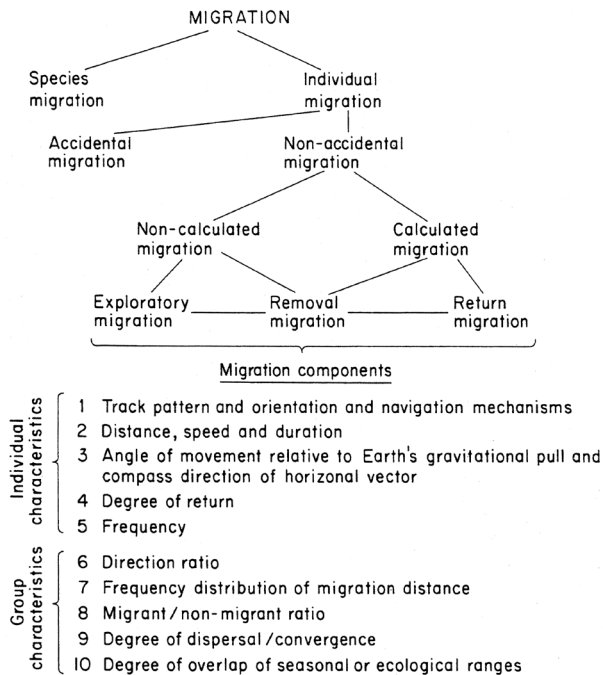 MIGRATION
Species
migration
Individual
migration
Accidental
migration
Non-accidental
migration
Non-calculated
migration
Calculated
migration
Exploratory
migration
Removal
migration
Return
migration
Migration components
Individual
characteristics
1 Track pattern and orientation and navigation mechanisms
2 Distance, speed and duration
3 Angle of movement relative to Earth's gravitational pull and
compass direction of horizonal vector
4 Degree of return
5 Frequency
Group
characteristics
6 Direction ratio
7 Frequency distribution of migration distance
8 Migrant/non-migrant ratio
9 Degree of dispersal/convergence
10 Degree of overlap of seasonal or ecological ranges